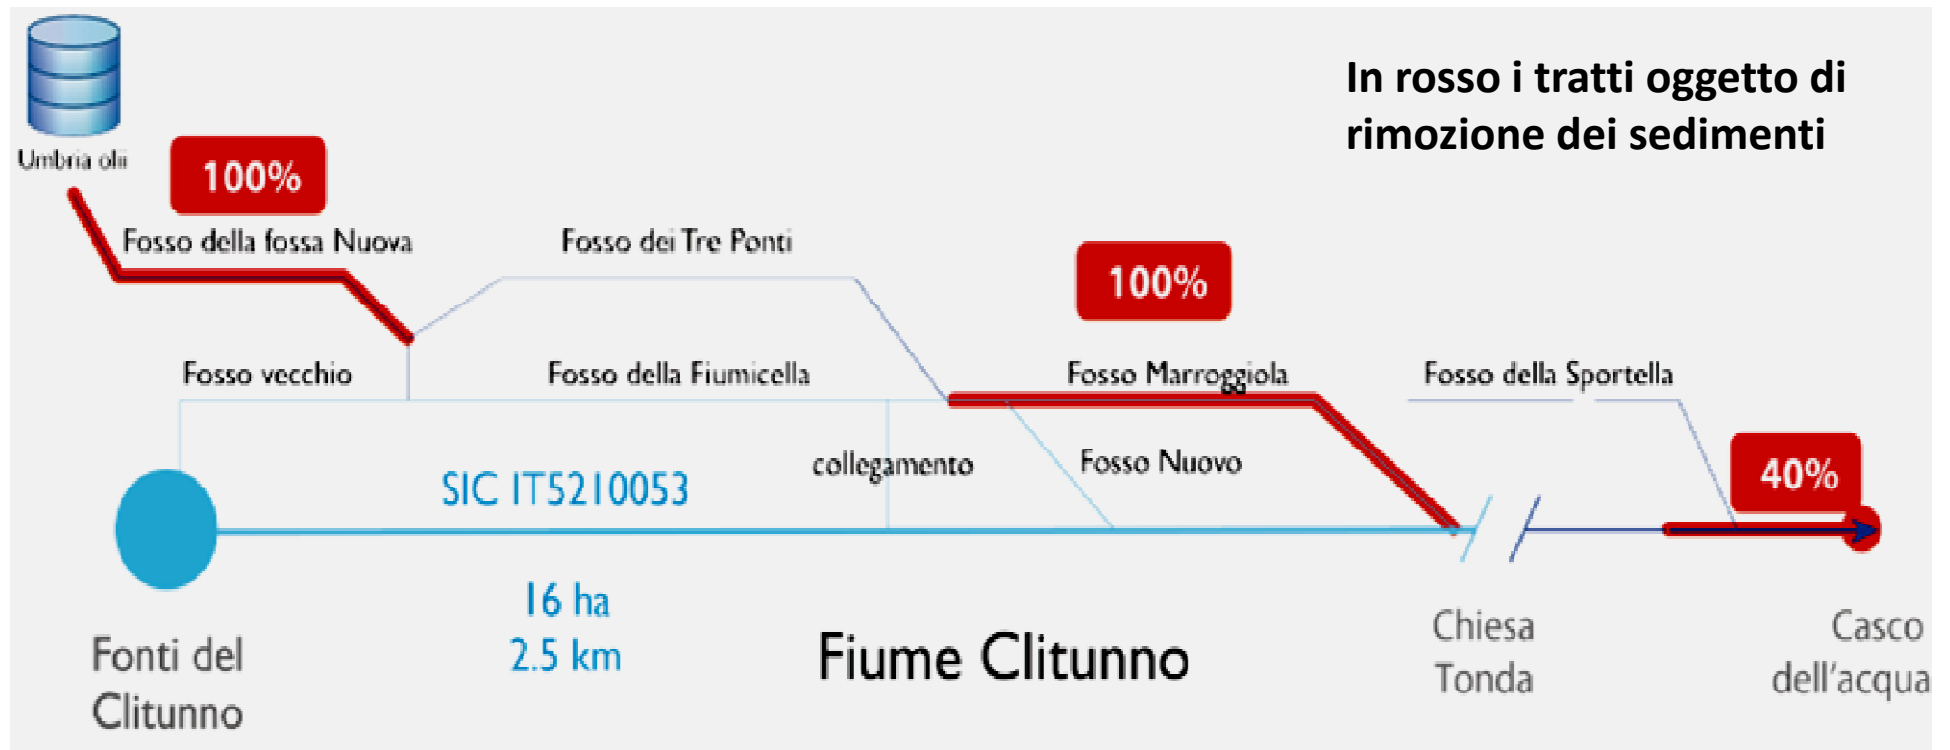 In rosso i tratti oggetto di
rimozione dei sedimenti
Umbria olii
100%
Fosso della fossa Nuova
Fosso dei Tre Ponti
100%
Fosso vecchio
Fosso della Fiumicella
Fosso Marroggiola
Fosso della Sportella
collegamento
Fosso Nuovo
40%
SIC IT5210053
16 ha
2.5 km
Fonti del
Clitunno
Fiume Clitunno
Chiesa
Tonda
Casco
dell'acqua